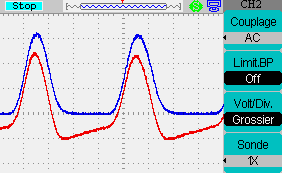 Stop
CH2
Couplage
AC
Limit.BP
Off
Volt/Div.
Grossier
Sonde
1X